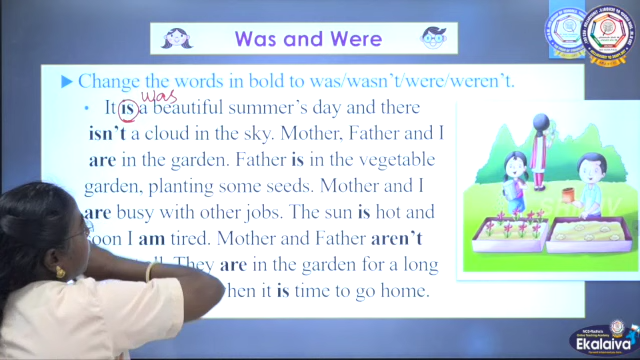 Was and Were
Change the words in bold to was/wasn't/were/weren't.
was
It is a beautiful summer's day and there
isn't a cloud in the sky. Mother, Father and I
are in the garden. Father is in the vegetable
garden, planting some seeds. Mother and I
are busy with other jobs. The sun is hot and
soon I am tired. Mother and Father aren't
They are in the garden for a long
when it is time to go home.
Ekalaiva